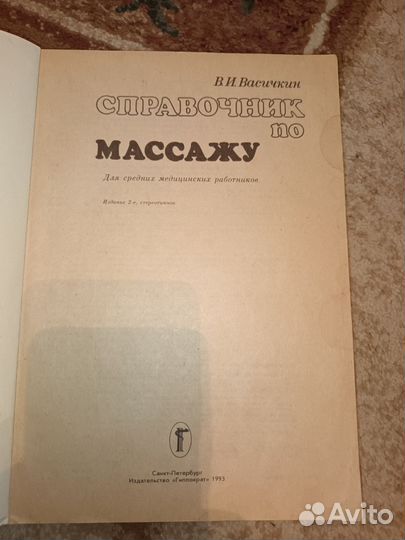 В.И.Васичкин
СПРАВОЧНИК
по
МАССАЖУ
Для средних медицинских работников
Издание 2-е, стереотипное
Санкт-Петербург
Издательство «Гиппократ» 1993
Avito